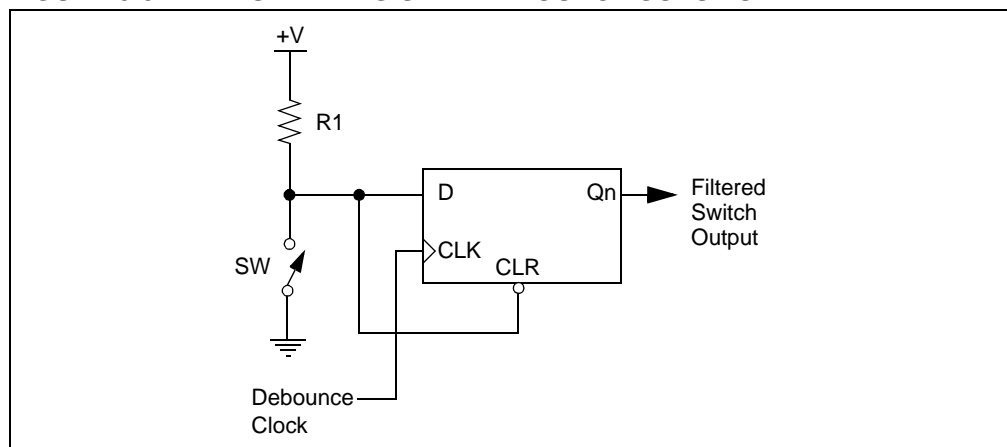 +V
R1
D
Qn
Filtered
Switch
Output
CLK
SW
CLR
Debounce
Clock